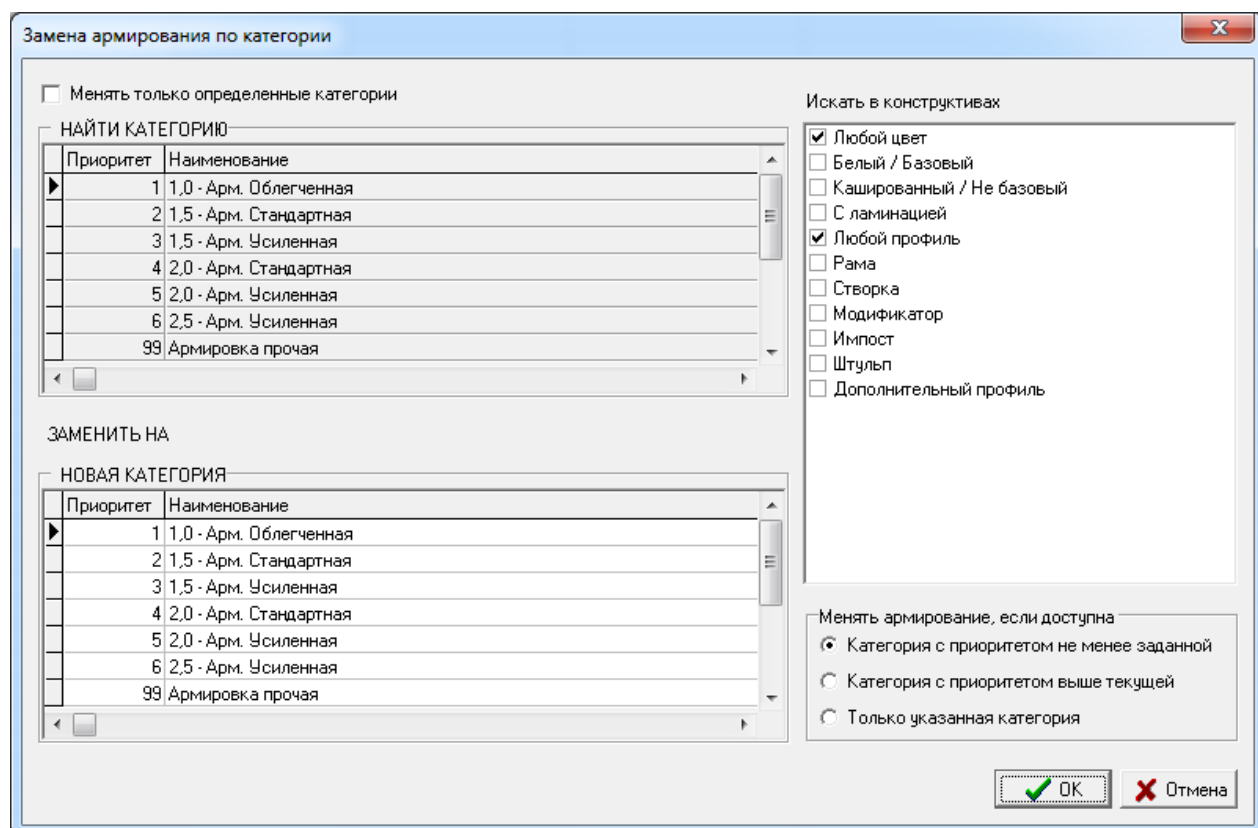 Замена армирования по категории
Менять только определенные категории
НАЙТИ КАТЕГОРИЮ
Приоритет Наименование
1 1,0 - Арм. Облегченная
2 1,5 - Арм. Стандартная
3 1,5 - Арм. Усиленная
4 2,0 - Арм. Стандартная
5 2,0 - Арм. Усиленная
6 2,5 - Арм. Усиленная
99 Армировка прочая
ЗАМЕНИТЬ НА
НОВАЯ КАТЕГОРИЯ
Приоритет Наименование
1 1,0 - Арм. Облегченная
2 1,5 - Арм. Стандартная
3 1,5 - Арм. Усиленная
4 2,0 - Арм. Стандартная
5 2,0 - Арм. Усиленная
6 2,5 - Арм. Усиленная
99 Армировка прочая
Искать в конструктивах
Любой цвет
Белый / Базовый
Кашированный / Не базовый
С ламинацией
Любой профиль
Рама
Створка
Модификатор
Импост
Штульп
Дополнительный профиль
Менять армирование, если доступна
Категория с приоритетом не менее заданной
Категория с приоритетом выше текущей
Только указанная категория
OK
Отмена